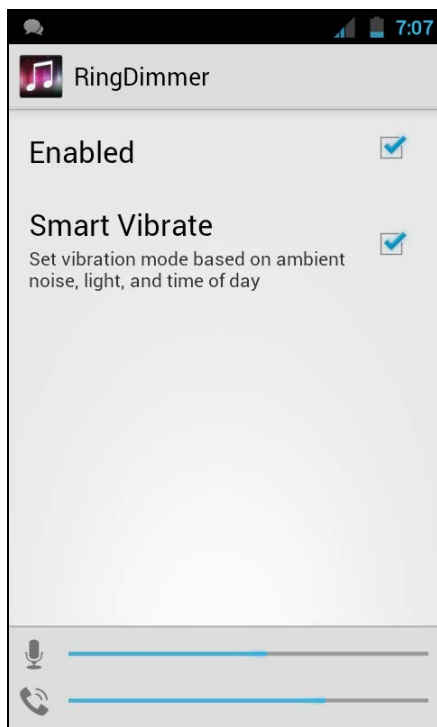 7:07
RingDimmer
Enabled
Smart Vibrate
Set vibration mode based on ambient
noise, light, and time of day